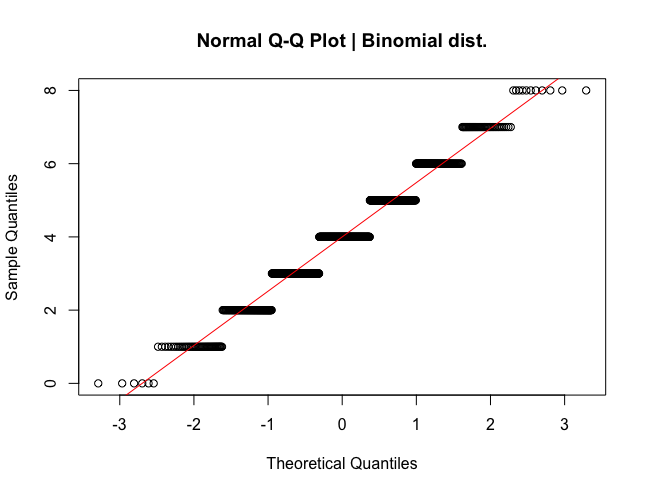 Normal Q-Q Plot | Binomial dist.
8
6
4
2
0
Sample Quantiles
-3 -2 -1 0 1 2 3
Theoretical Quantiles